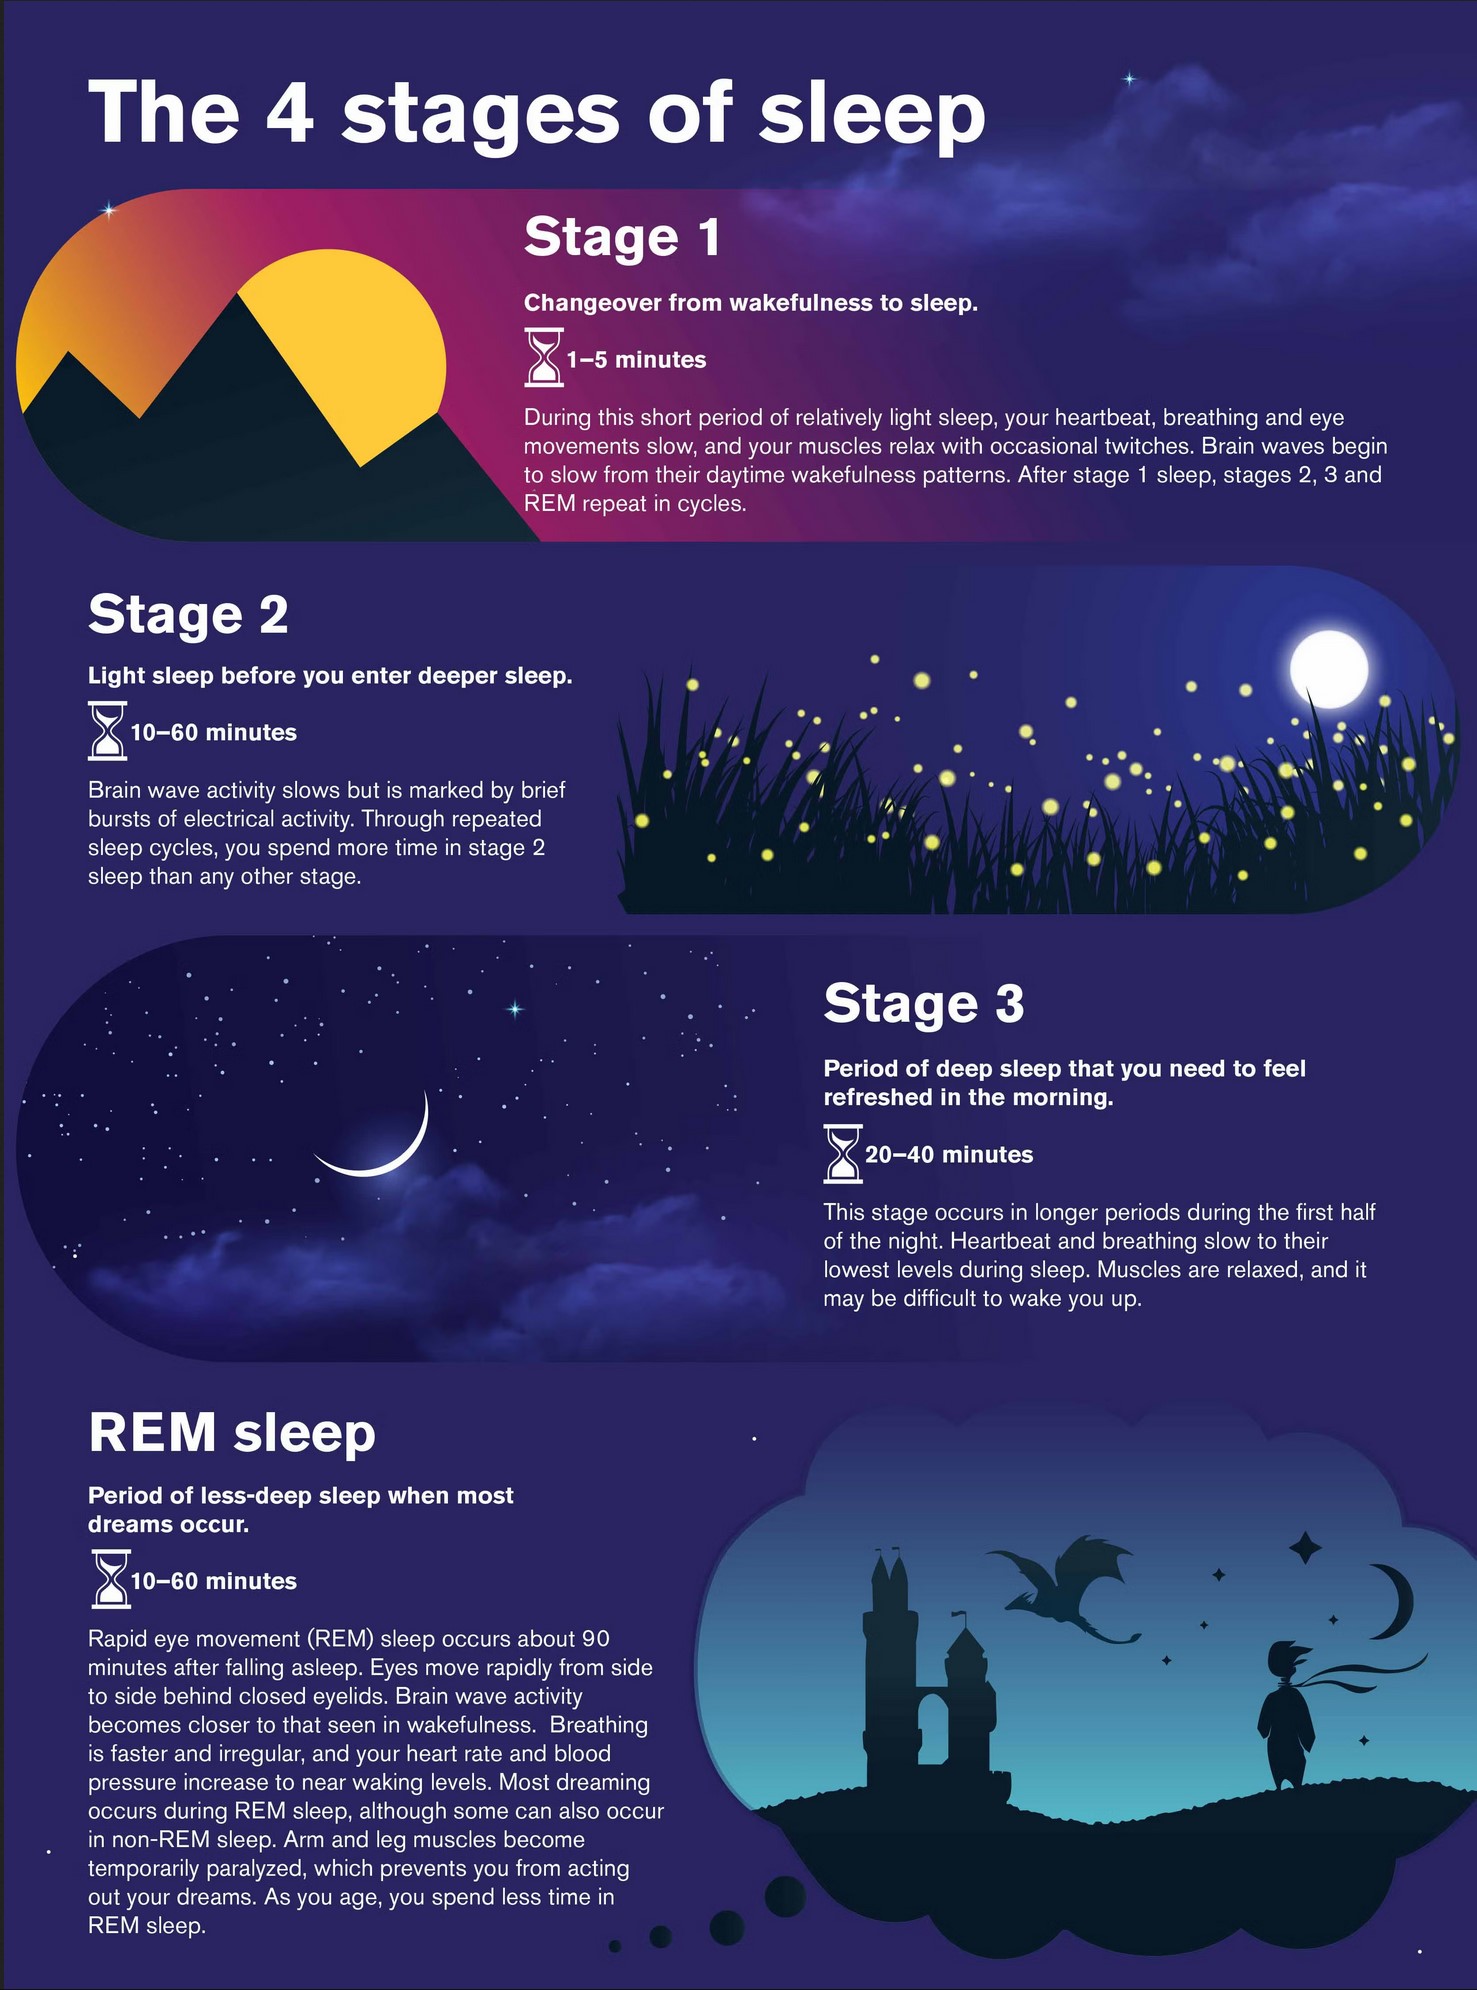 The 4 stages of sleep
Stage 1
Changeover from wakefulness to sleep.
1–5 minutes
During this short period of relatively light sleep, your heartbeat, breathing and eye
movements slow, and your muscles relax with occasional twitches. Brain waves begin
to slow from their daytime wakefulness patterns. After stage 1 sleep, stages 2, 3 and
REM repeat in cycles.
Stage 2
Light sleep before you enter deeper sleep.
10–60 minutes
Brain wave activity slows but is marked by brief
bursts of electrical activity. Through repeated
sleep cycles, you spend more time in stage 2
sleep than any other stage.
Stage 3
Period of deep sleep that you need to feel
refreshed in the morning.
20–40 minutes
This stage occurs in longer periods during the first half
of the night. Heartbeat and breathing slow to their
lowest levels during sleep. Muscles are relaxed, and it
may be difficult to wake you up.
REM sleep
Period of less-deep sleep when most
dreams occur.
10–60 minutes
Rapid eye movement (REM) sleep occurs about 90
minutes after falling asleep. Eyes move rapidly from side
to side behind closed eyelids. Brain wave activity
becomes closer to that seen in wakefulness.  Breathing
is faster and irregular, and your heart rate and blood
pressure increase to near waking levels. Most dreaming
occurs during REM sleep, although some can also occur
in non-REM sleep. Arm and leg muscles become
temporarily paralyzed, which prevents you from acting
out your dreams. As you age, you spend less time in
REM sleep.